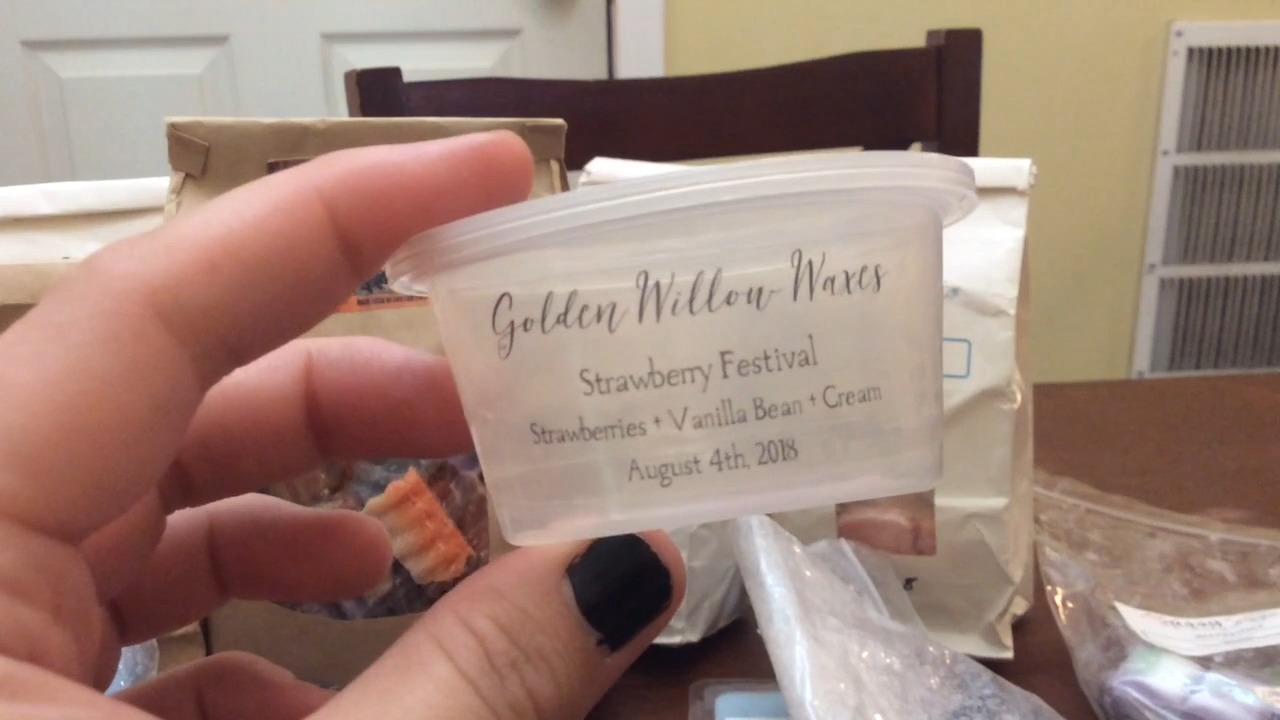 Golden Willow Waxes
Strawberry Festival
Strawberries + Vanilla Bean + Cream
August 4th, 2018